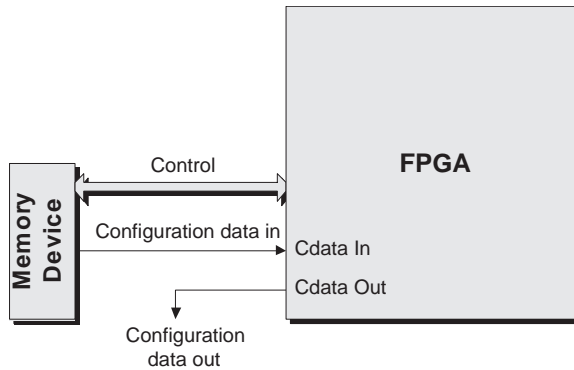 FPGA
Control
Memory
Device
Configuration data in
Cdata In
Cdata Out
Configuration
data out